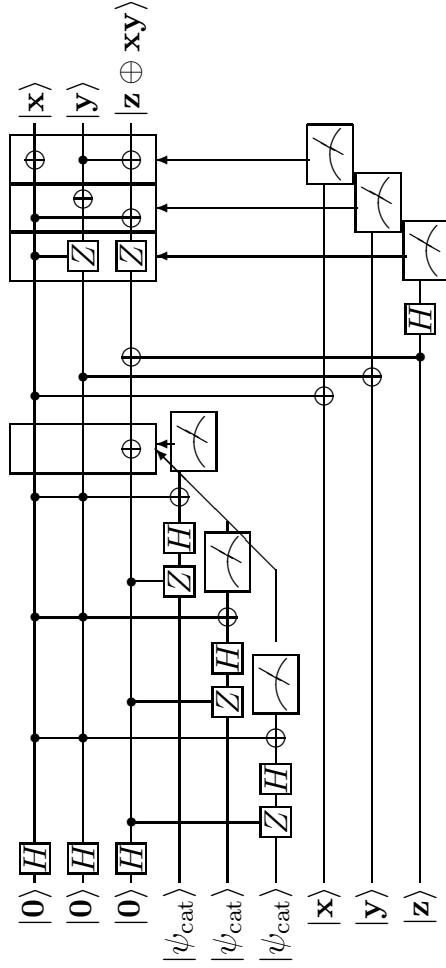 |0⟩ H |x⟩
|0⟩ H Z |y⟩
|0⟩ H Z |z ⊕ xy⟩
|ψcat⟩ Z H
|ψcat⟩ Z H
|ψcat⟩ Z H
|x⟩
|y⟩
|z⟩ H